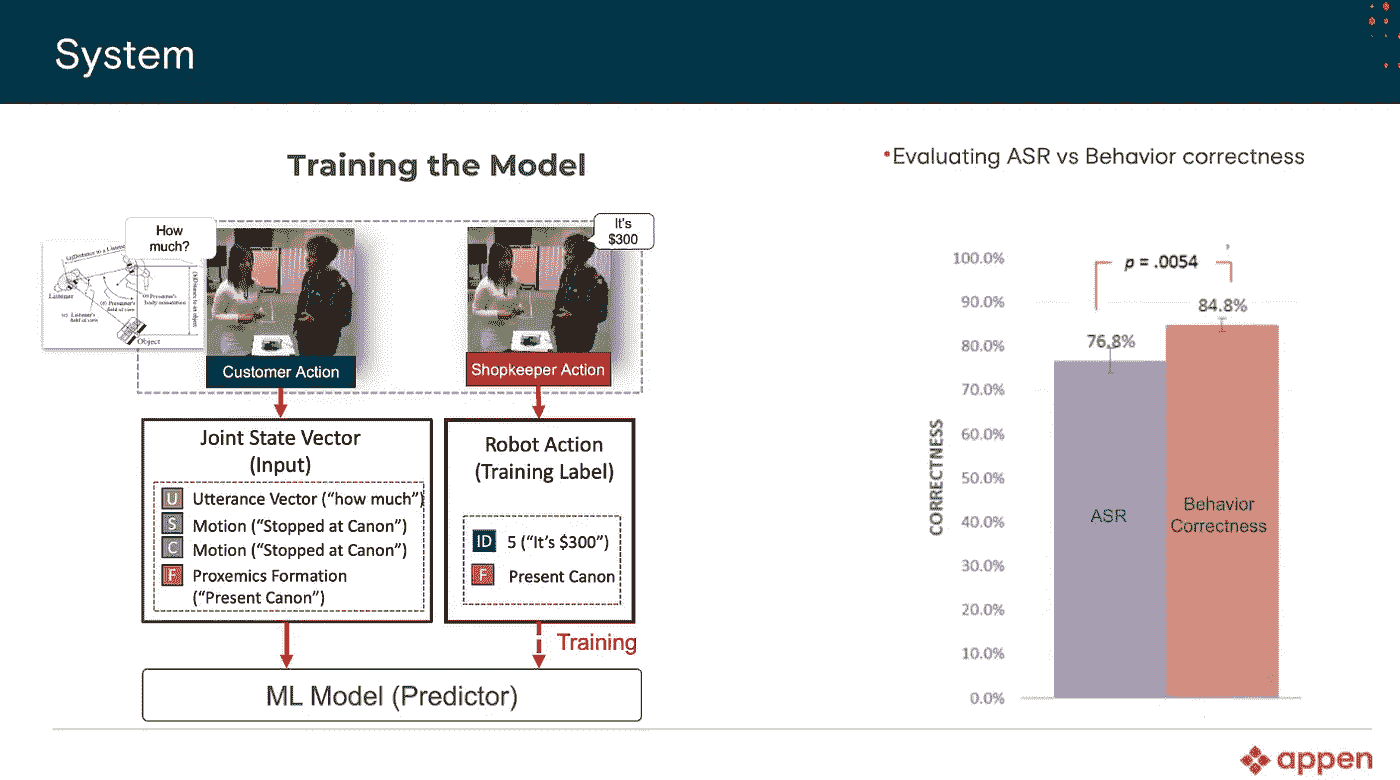 System
Training the Model
•Evaluating ASR vs Behavior correctness
How
much?
It's
$300
Listener
Object
Customer Action
Shopkeeper Action
Joint State Vector
(Input)
U Utterance Vector (“how much”)
S Motion (“Stopped at Canon”)
C Motion (“Stopped at Canon”)
F Proxemics Formation
(“Present Canon”)
Robot Action
(Training Label)
ID 5 (“It’s $300”)
F Present Canon
Training
ML Model (Predictor)
CORRECTNESS
100.0%
90.0%
80.0%
70.0%
60.0%
50.0%
40.0%
30.0%
20.0%
10.0%
0.0%
p = .0054
76.8%
84.8%
ASR
Behavior
Correctness
appen